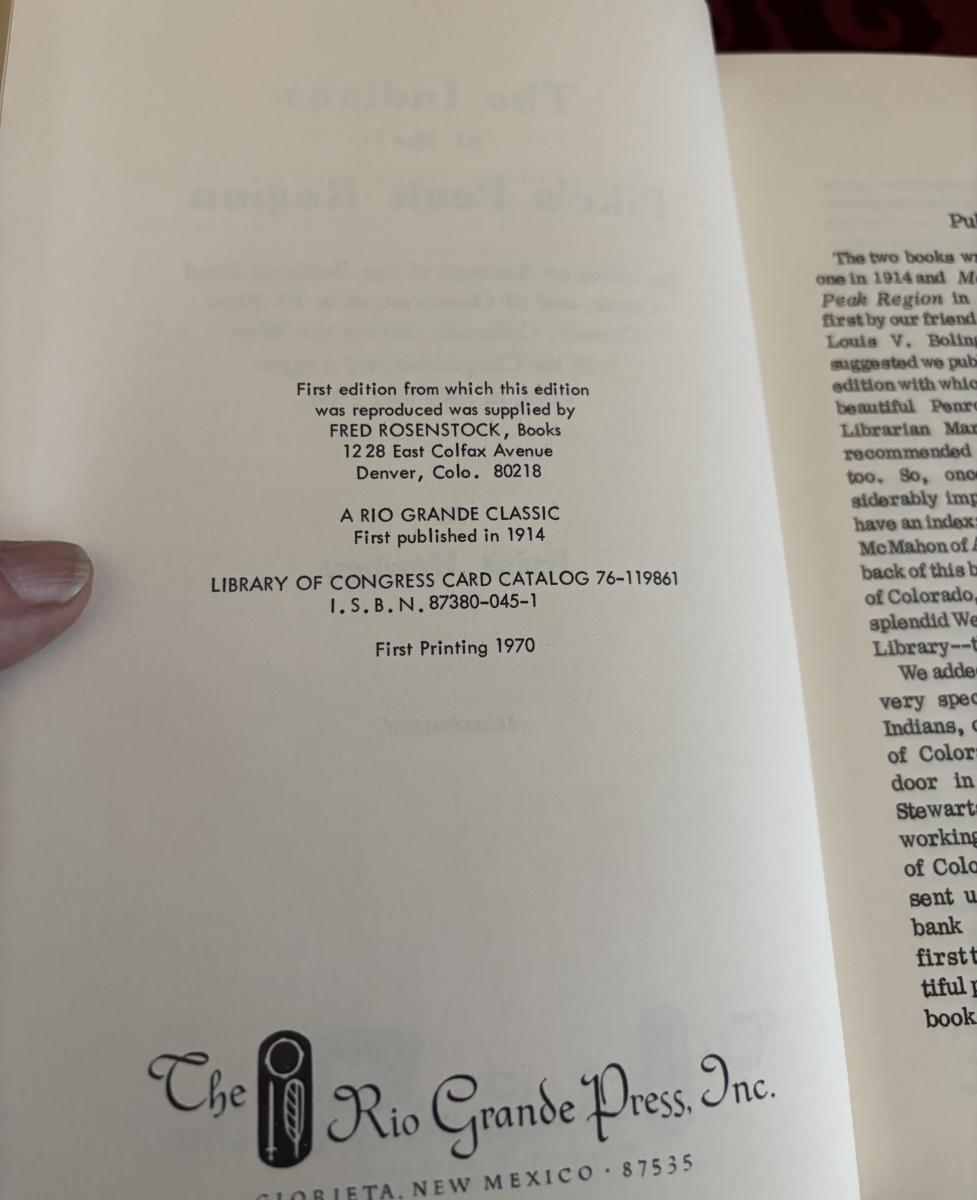 First edition from which this edition
was reproduced was supplied by
FRED ROSENSTOCK, Books
1228 East Colfax Avenue
Denver, Colo. 80218
A RIO GRANDE CLASSIC
First published in 1914
LIBRARY OF CONGRESS CARD CATALOG 76-119861
I. S. B. N. 87380-045-1
First Printing 1970
The Rio Grande Press, Inc.
GLORIETA, NEW MEXICO · 87535
The two books
one in 1914 and
Peak Region in
first by our friend
Louis V.
suggested we
edition with
beautiful
Librarian
recommended
too. So,
have an index
McMahon of
back of this
of Colorado,
splendid
Library--
We
very
Indians,
of
door in
working
of
sent
bank
first
book